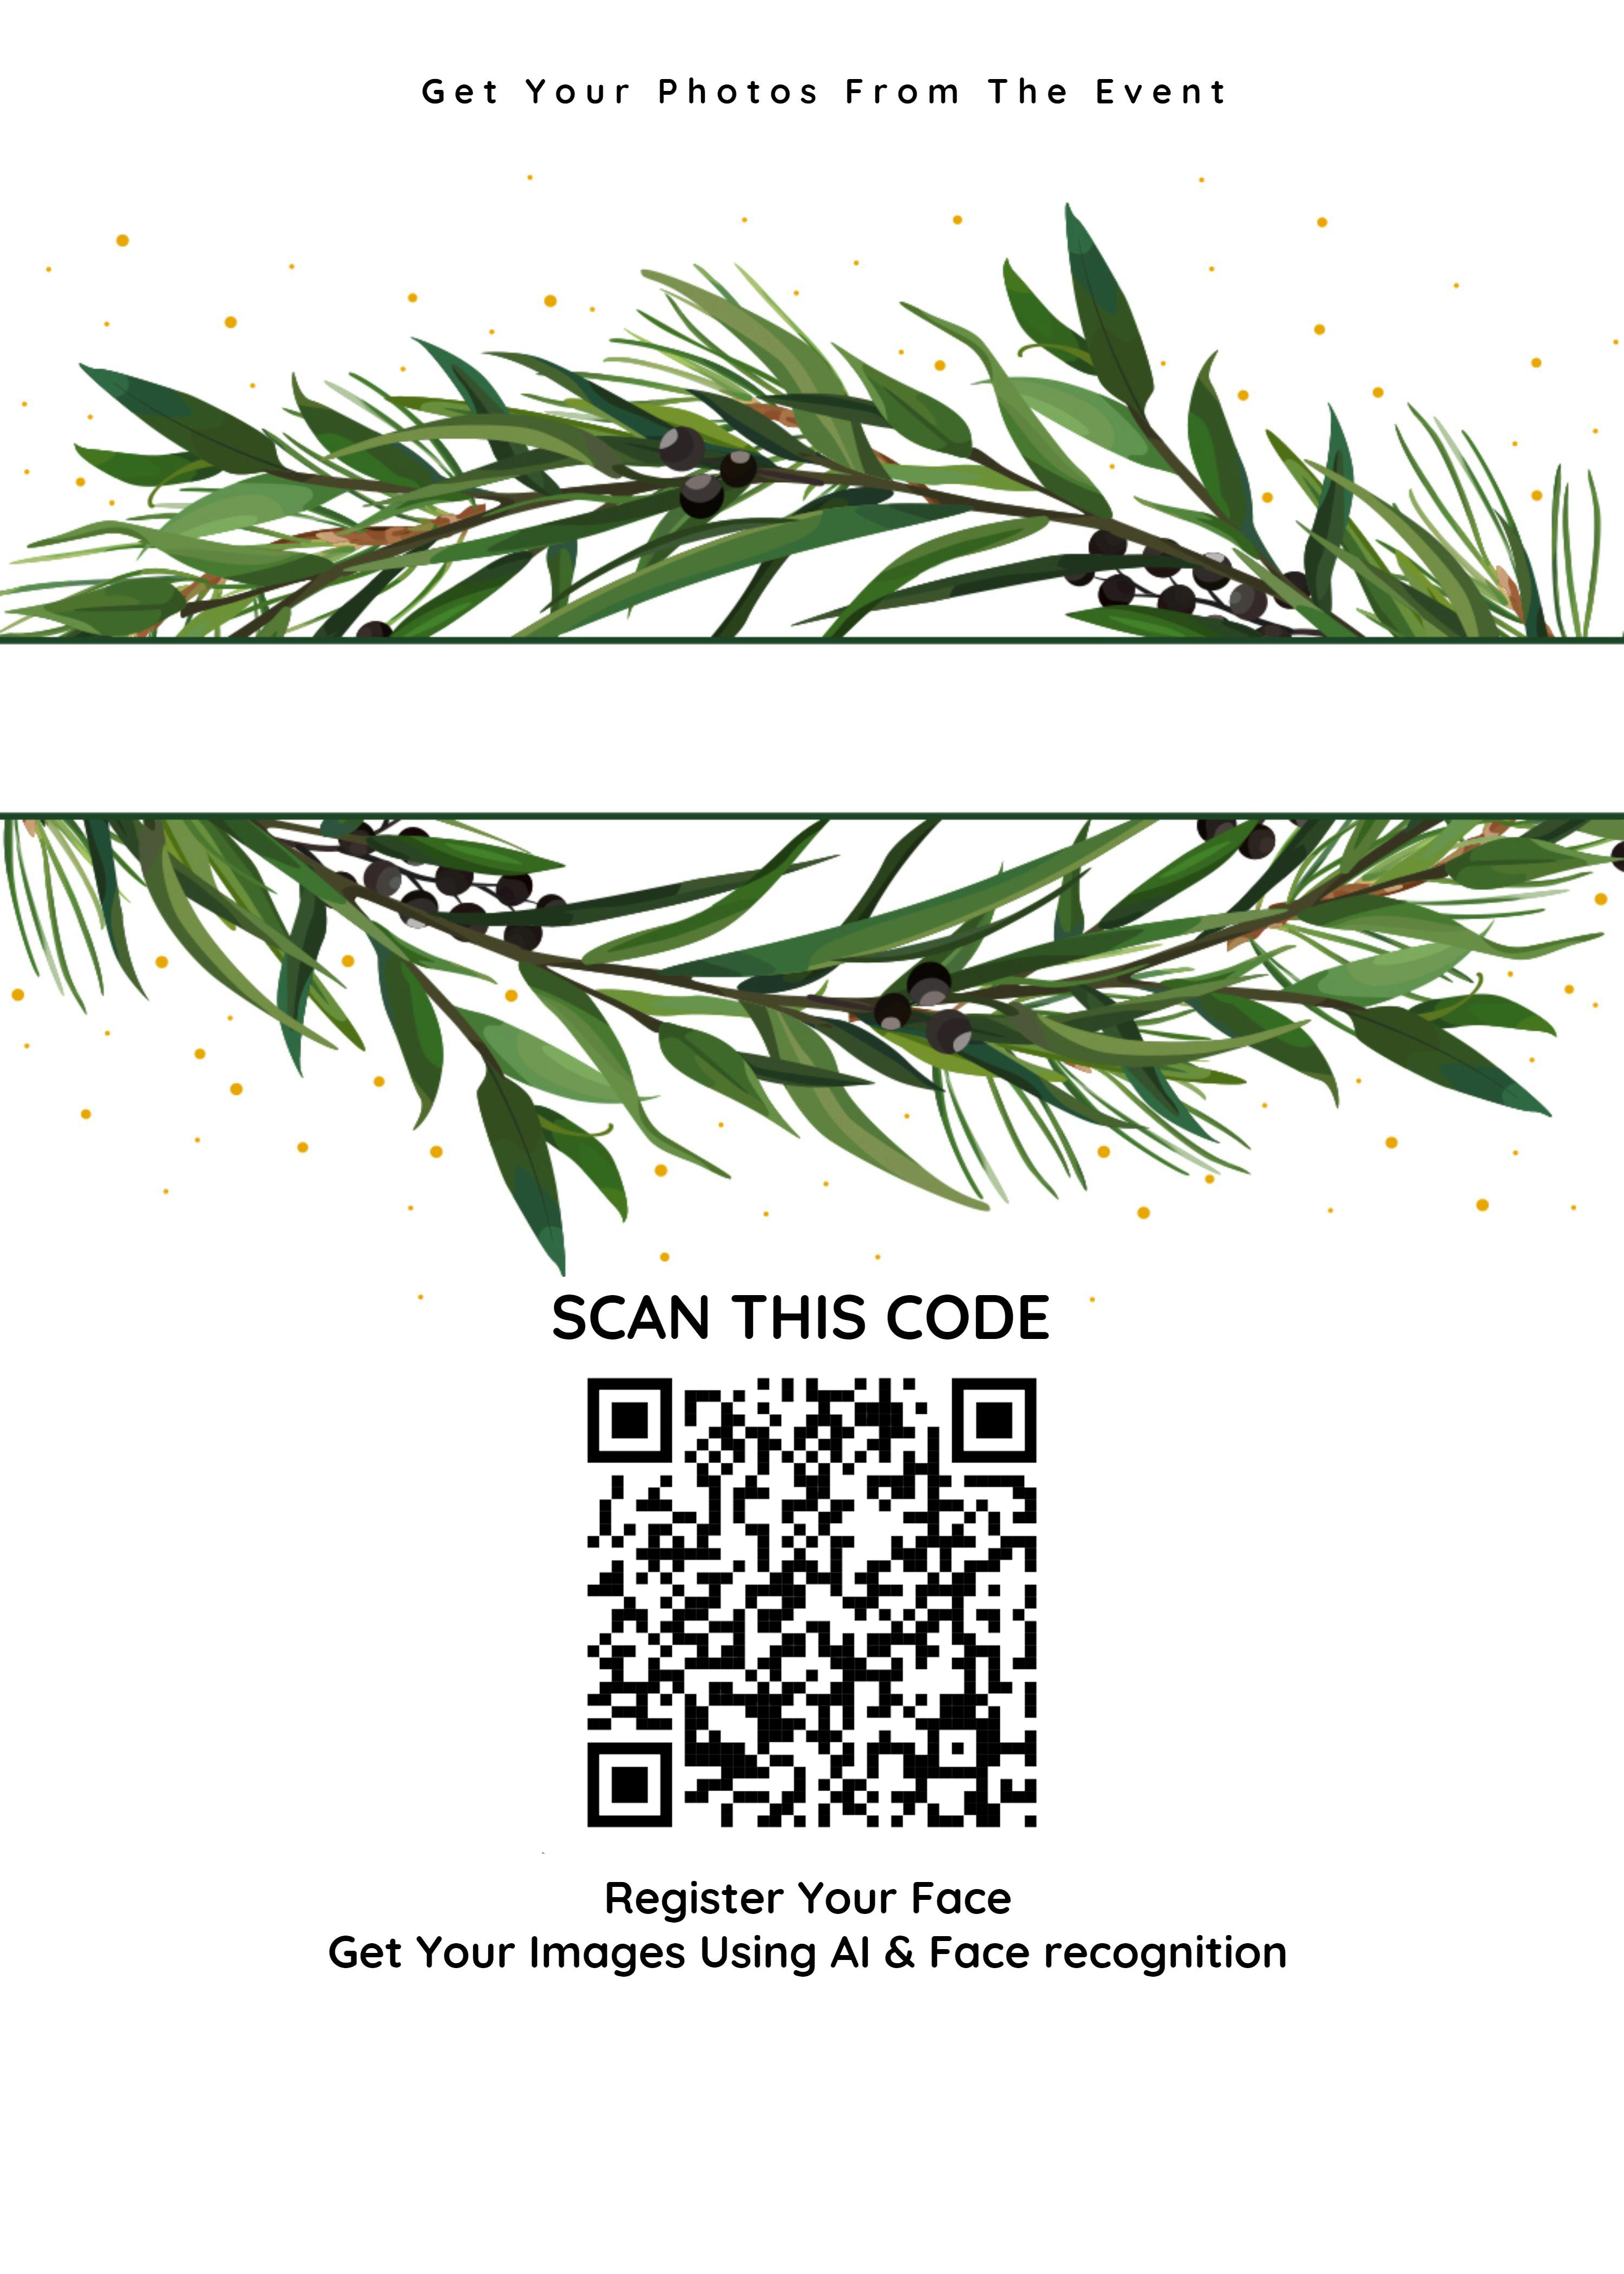 Get Your Photos From The Event
SCAN THIS CODE
Register Your Face
Get Your Images Using AI & Face recognition